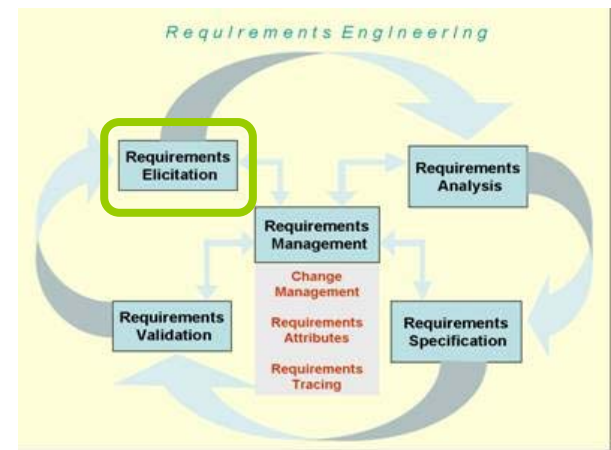 Requirements Engineering
Requirements
Elicitation
Requirements
Analysis
Requirements
Management
Change
Management
Requirements
Attributes
Requirements
Tracing
Requirements
Validation
Requirements
Specification